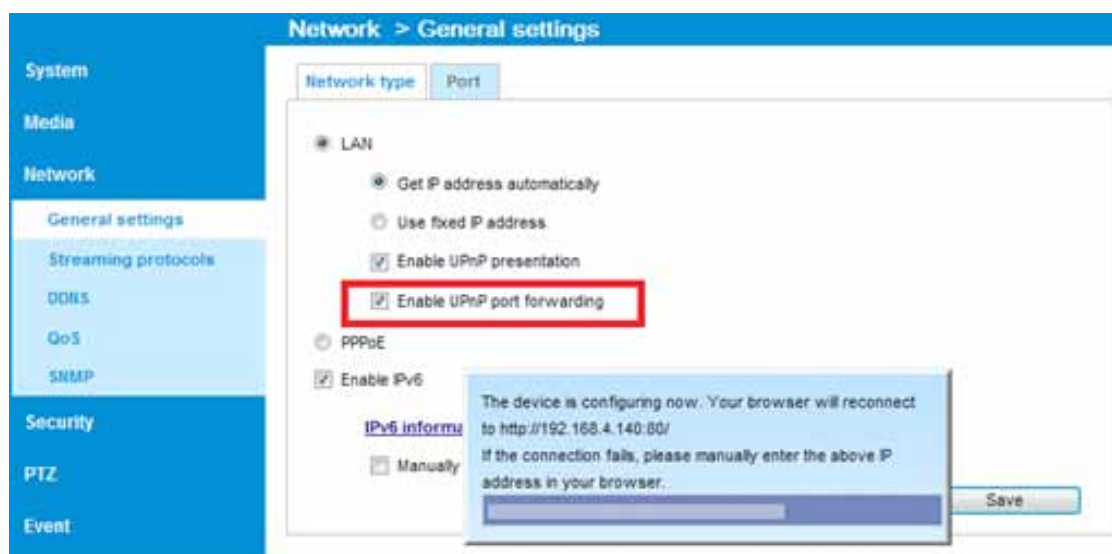 Network > General settings
System
Media
Network
General settings
Streaming protocols
DDNS
QoS
SNMP
Security
PTZ
Event
Network type
Port
LAN
Get IP address automatically
Use fixed IP address
Enable UPnP presentation
Enable UPnP port forwarding
PPPoE
Enable IPv6
IPv6 informa
Manually
The device is configuring now. Your browser will reconnect
to http://192.168.4.140:80/
If the connection fails, please manually enter the above IP
address in your browser.
Save